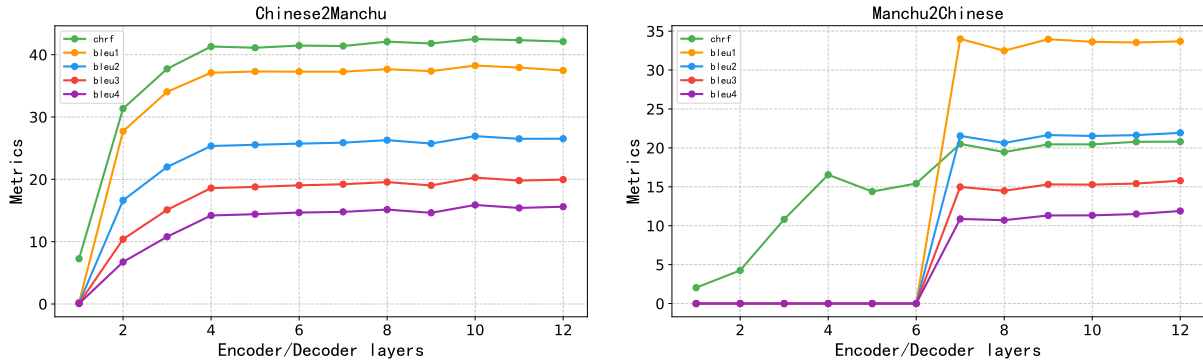 Chinese2Manchu
40
30
20
10
0
Metrics
chrf
bleu1
bleu2
bleu3
bleu4
2 4 6 8 10 12
Encoder/Decoder layers
Manchu2Chinese
35
30
25
20
15
10
5
0
Metrics
chrf
bleu1
bleu2
bleu3
bleu4
2 4 6 8 10 12
Encoder/Decoder layers